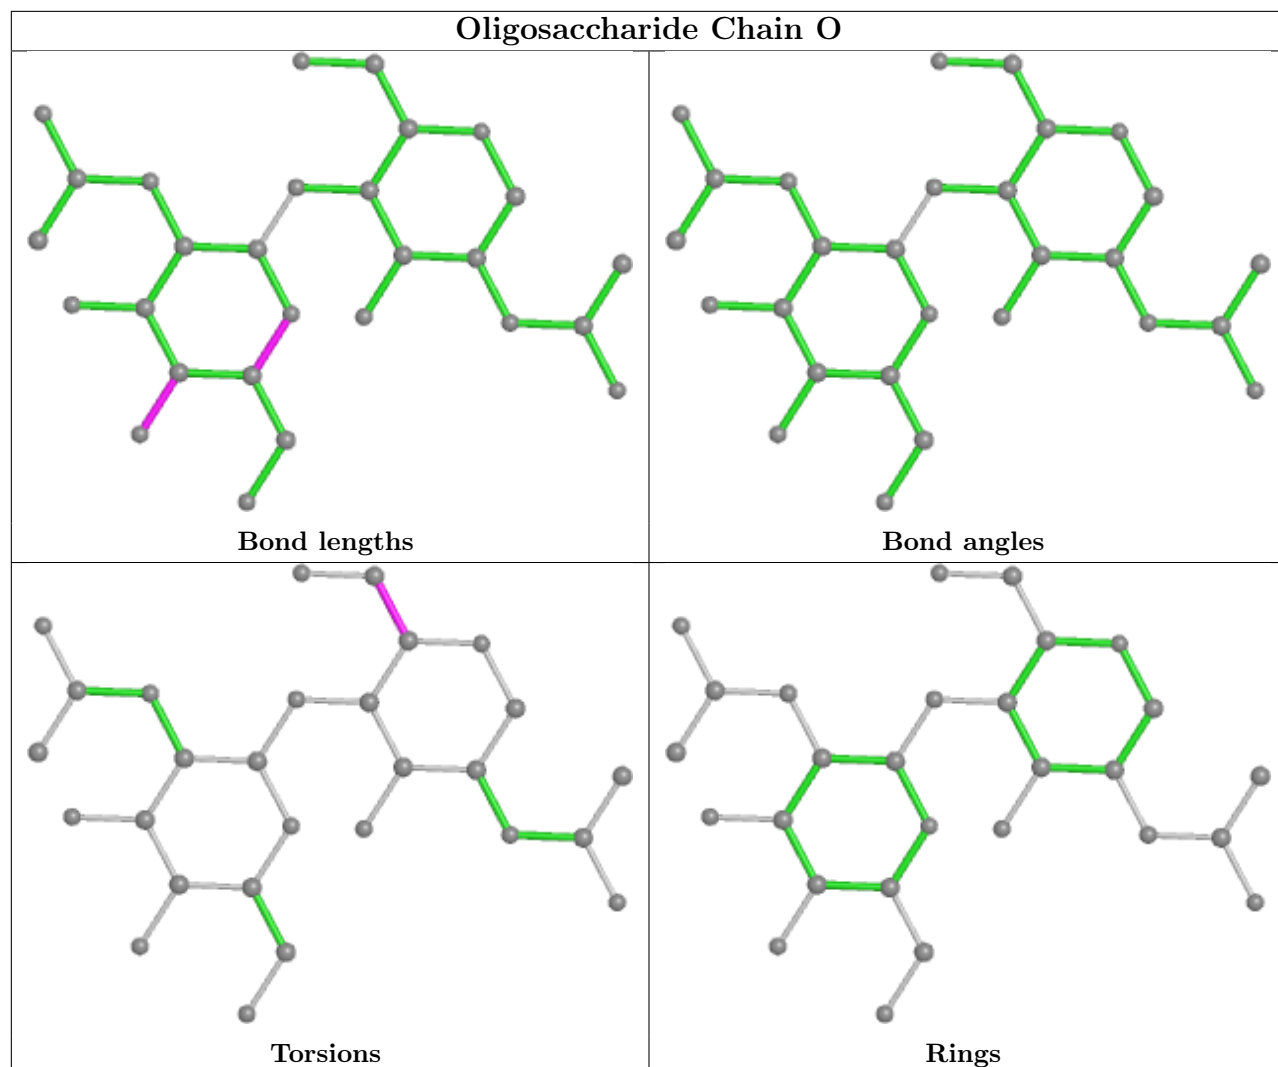 Oligosaccharide Chain O
Bond lengths
Bond angles
Torsions
Rings